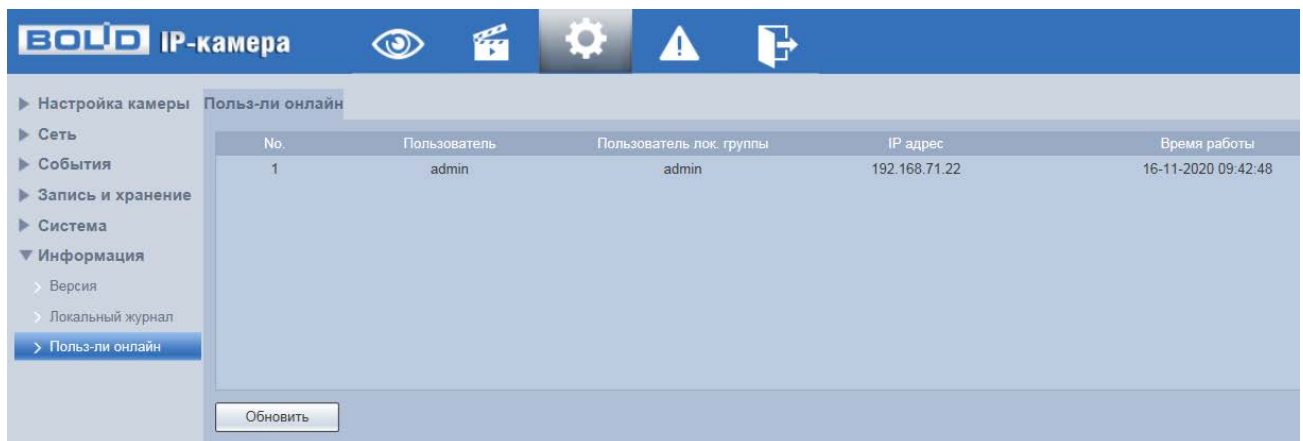 BOLID IP-камера
Настройка камеры
Сеть
События
Запись и хранение
Система
Информация
Версия
Локальный журнал
Польз-ли онлайн
Польз-ли онлайн
No. Пользователь Пользователь лок. группы IP адрес Время работы
1 admin admin 192.168.71.22 16-11-2020 09:42:48
Обновить